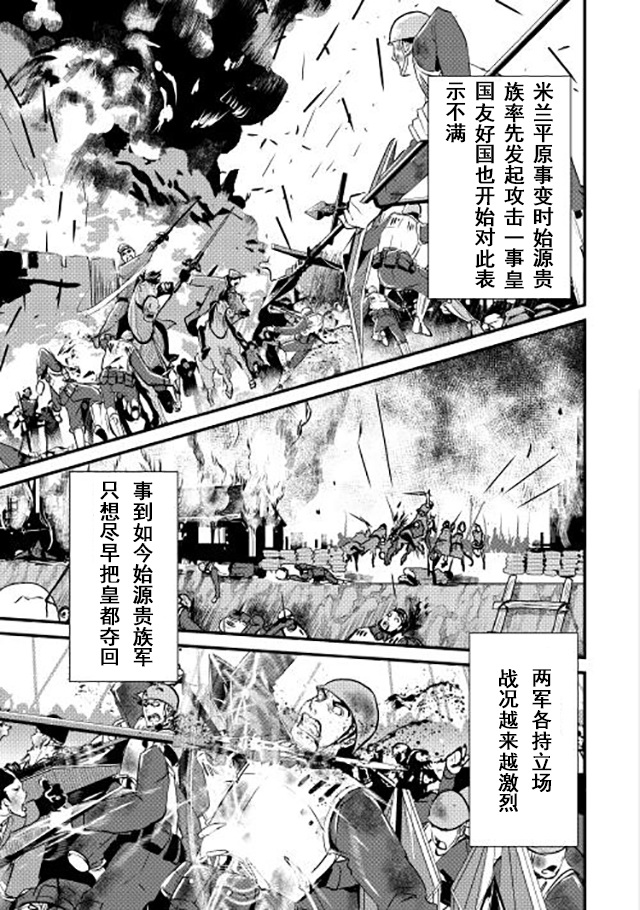 米兰平原事变时始源贵
族率先发起攻击一事皇
国友好国也开始对此表
示不满
事到如今始源贵族军
只想尽早把皇都夺回
两军各持立场
战况越来越激烈